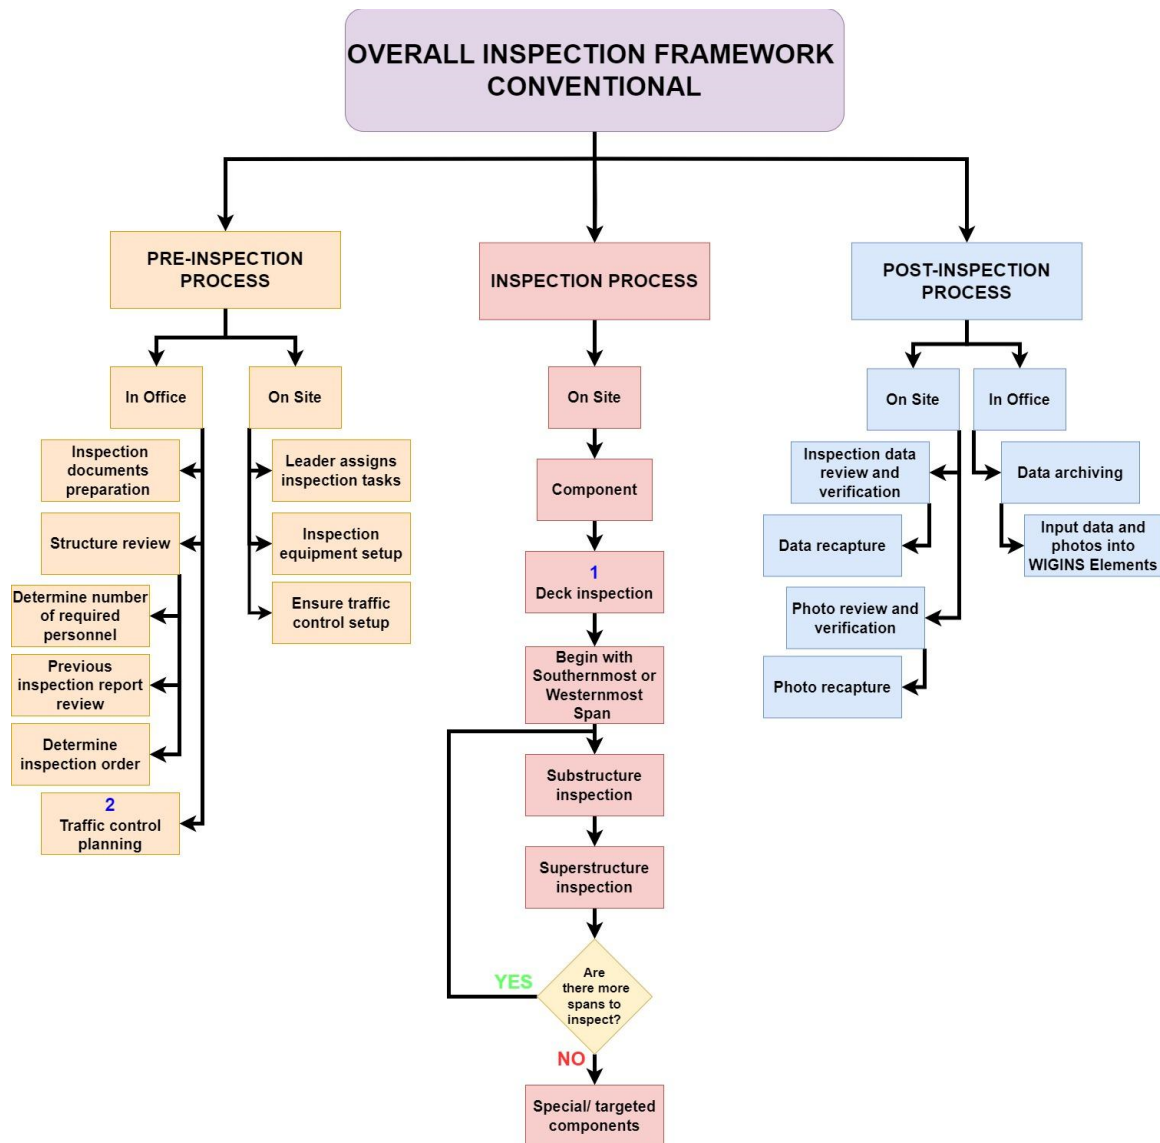 OVERALL INSPECTION FRAMEWORK
CONVENTIONAL
PRE-INSPECTION
PROCESS
In Office
On Site
Inspection
documents
preparation
Structure review
Determine number
of required
personnel
Previous
inspection report
review
Determine
inspection order
2
Traffic control
planning
Leader assigns
inspection tasks
Inspection
equipment setup
Ensure traffic
control setup
INSPECTION PROCESS
On Site
Component
1
Deck inspection
Begin with
Southernmost or
Westernmost
Span
Substructure
inspection
Superstructure
inspection
Are
there more
spans to
inspect?
YES
NO
Special/ targeted
components
POST-INSPECTION
PROCESS
On Site
In Office
Inspection data
review and
verification
Data recapture
Photo review and
verification
Photo recapture
Data archiving
Input data and
photos into
WIGINS Elements